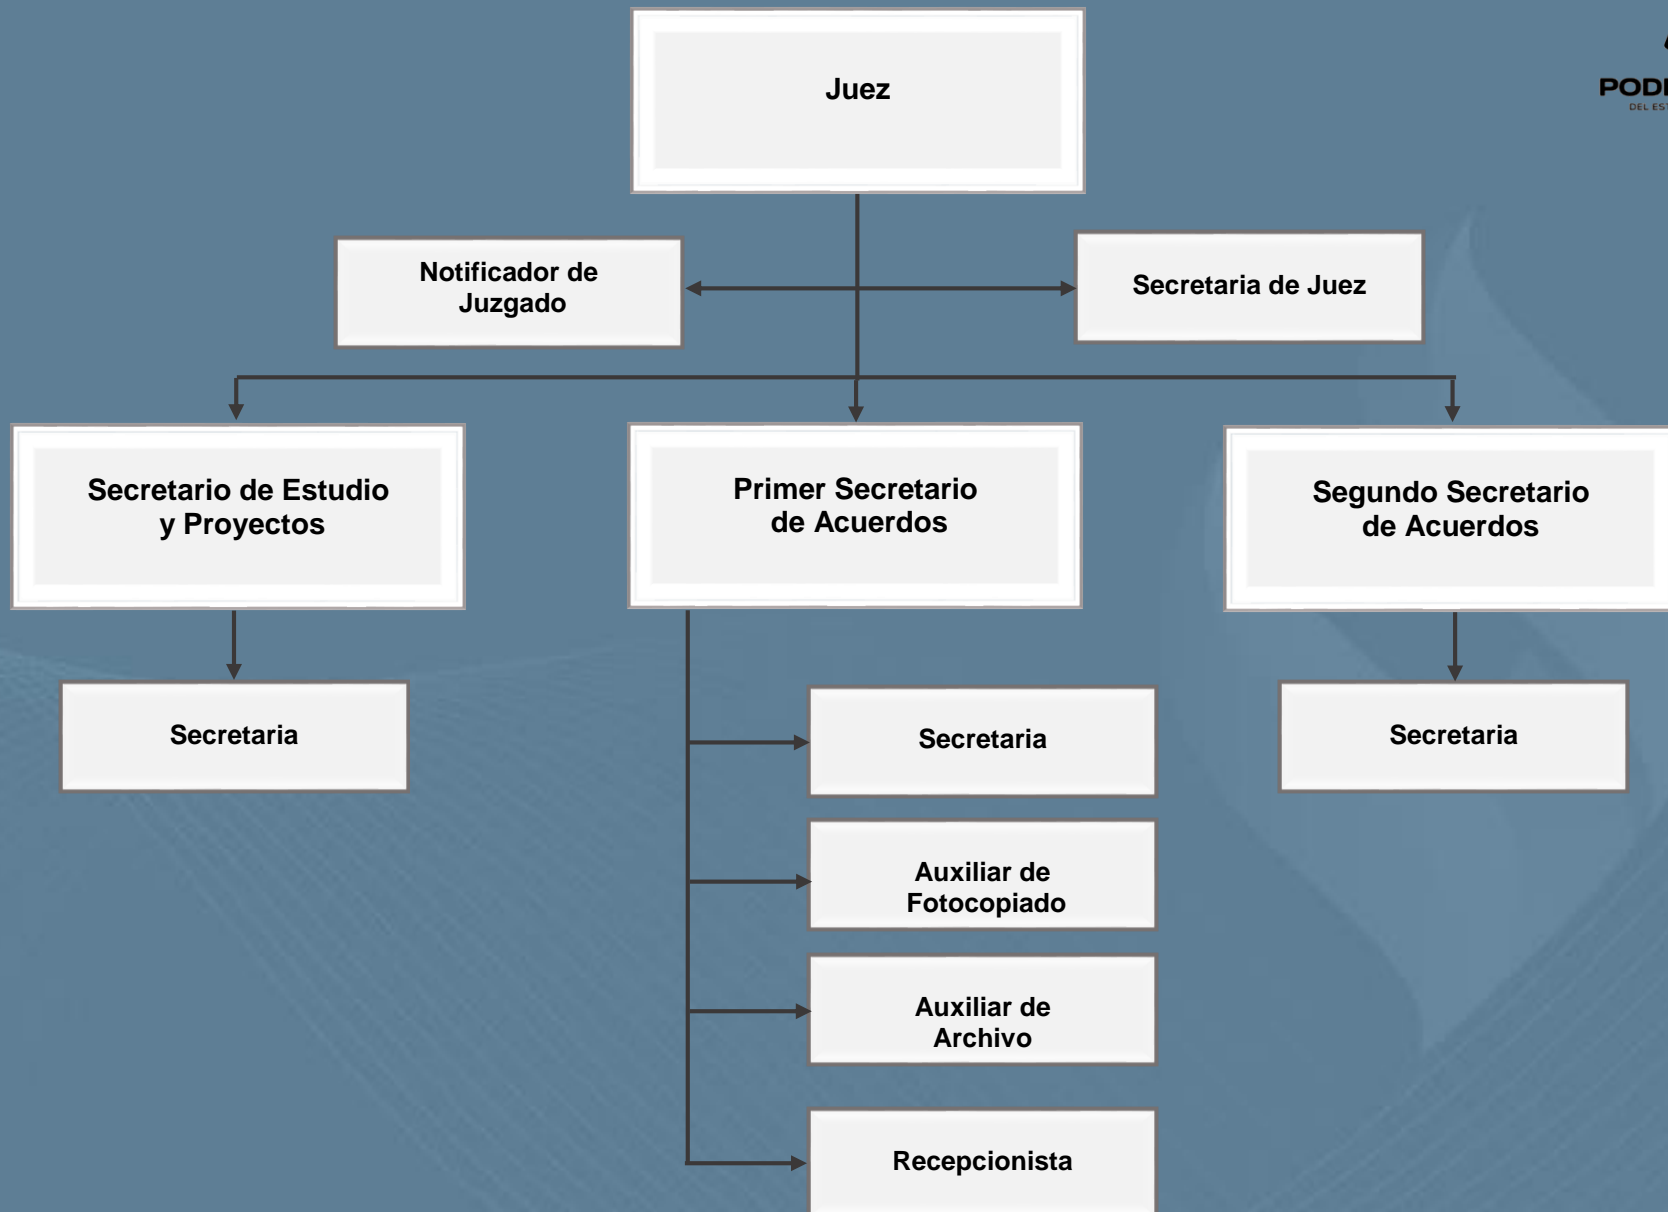 Juez
Notificador de
Juzgado
Secretaria de Juez
Secretario de Estudio
y Proyectos
Primer Secretario
de Acuerdos
Segundo Secretario
de Acuerdos
Secretaria
Secretaria
Secretaria
Auxiliar de
Fotocopiado
Auxiliar de
Archivo
Recepcionista